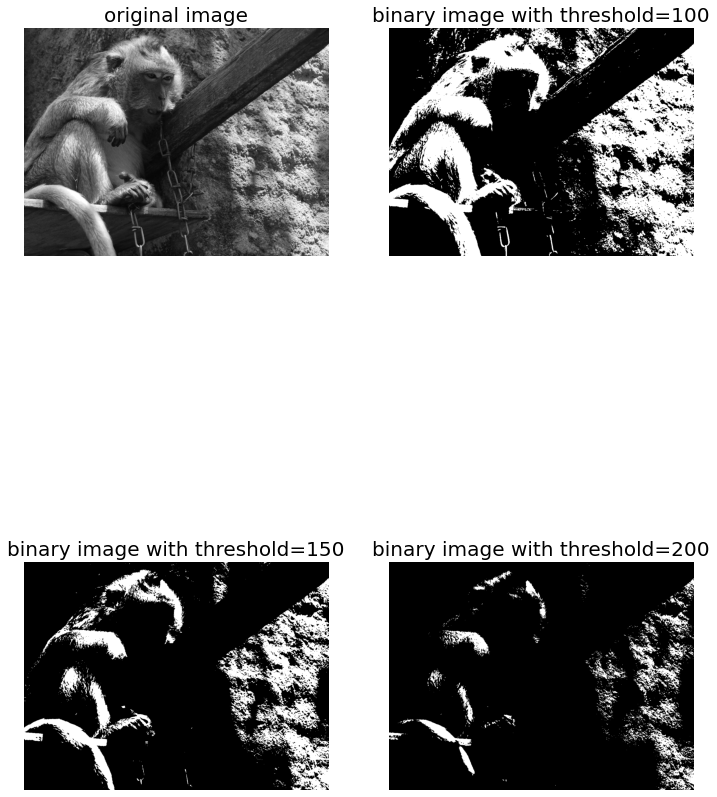 original image
binary image with threshold=100
binary image with threshold=150
binary image with threshold=200